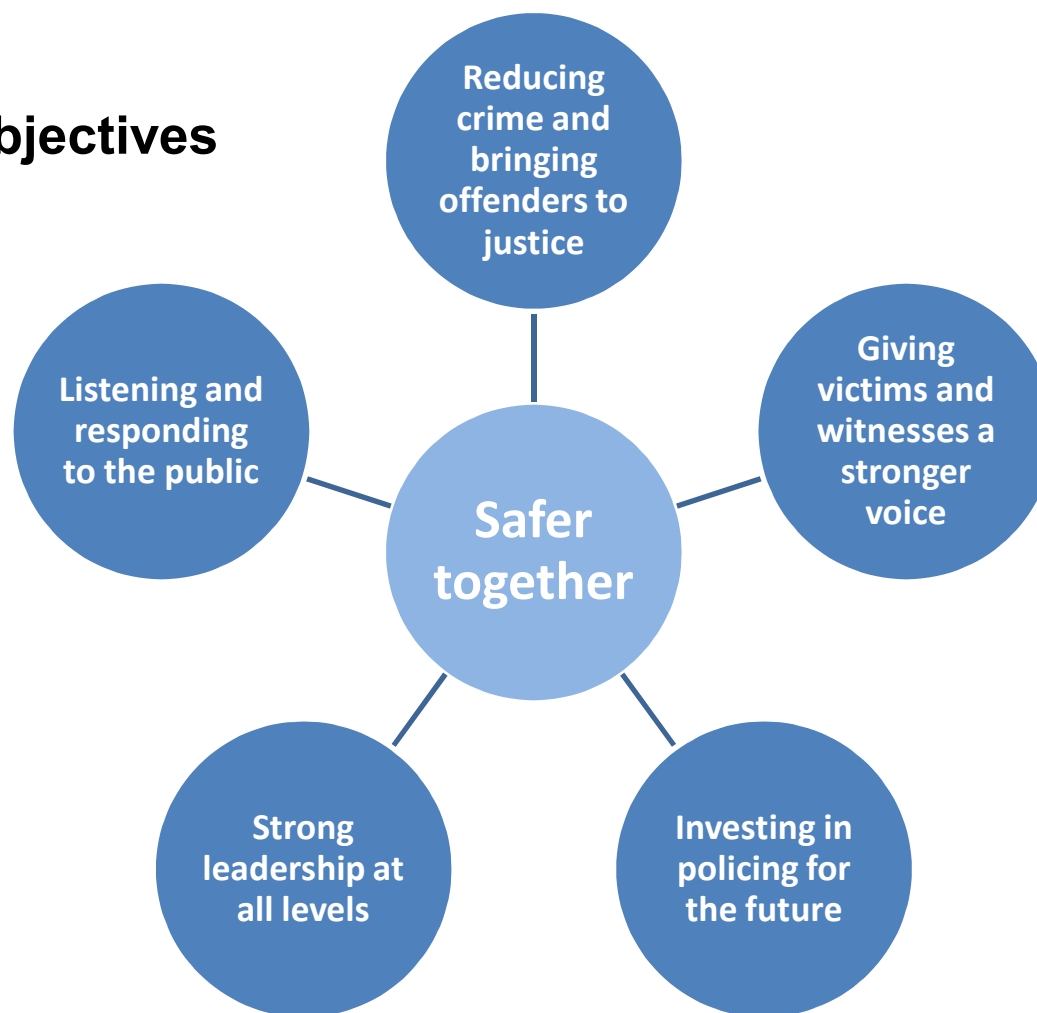 bjectives
Reducing
crime and
bringing
offenders to
justice
Giving
victims and
witnesses a
stronger
voice
Investing in
policing for
the future
Strong
leadership at
all levels
Listening and
responding
to the public
Safer
together